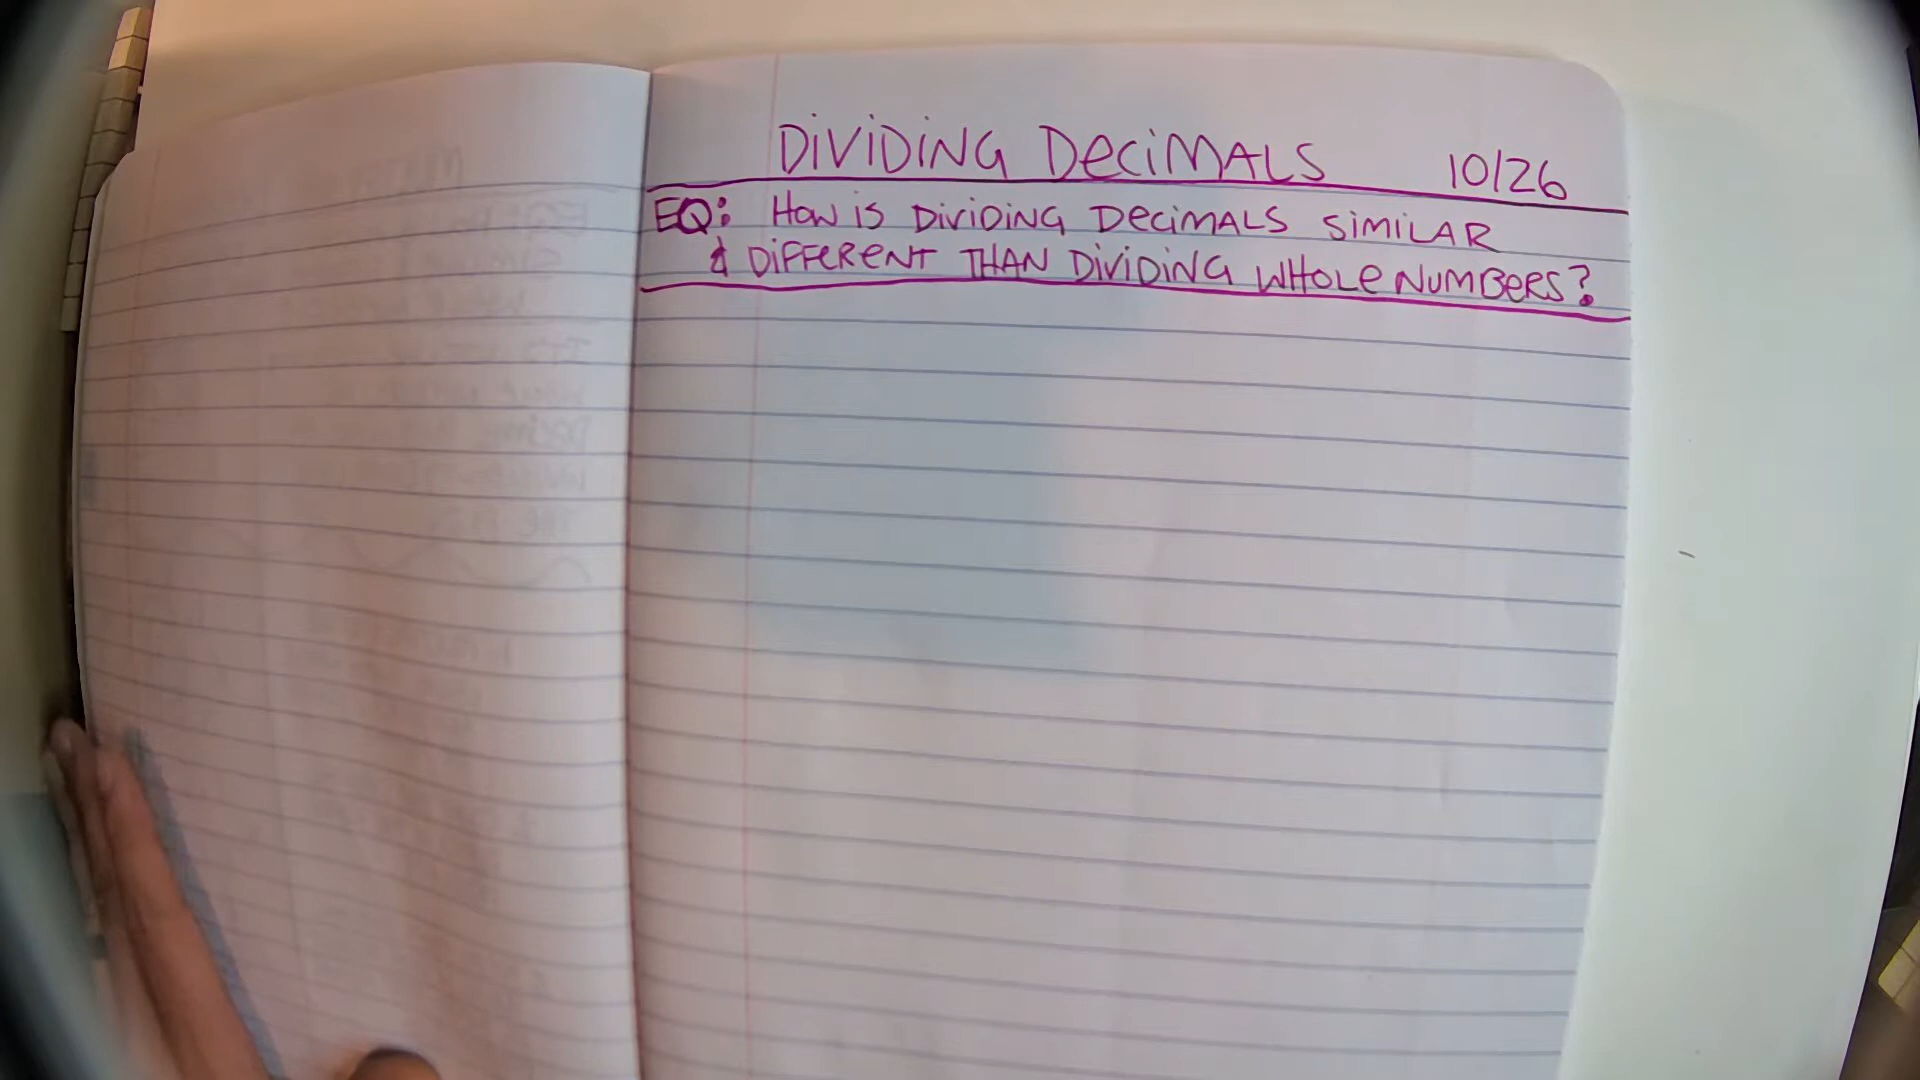 DiViDiNG DeCiMALS 10/26
EQ: HOW iS DiViDiNG DeCiMALS SiMiLAR
& DiFFeReNT THAN DiViDiNG WHOLe NUMBeRS?